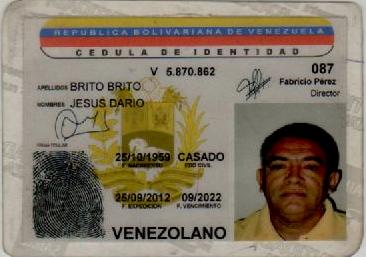 REPUBLICA BOLIVARIANA DE VENEZUELA
CEDULA DE IDENTIDAD
V 5.870.862
087
APELLIDOS BRITO BRITO
Fabricio Pérez
NOMBRES JESUS DARIO
Director
FIRMA TITULAR
25/10/1959 CASADO
F. NACIMIENTO EDO CIVIL
25/09/2012 09/2022
F. EXPEDICION F. VENCIMIENTO
VENEZOLANO